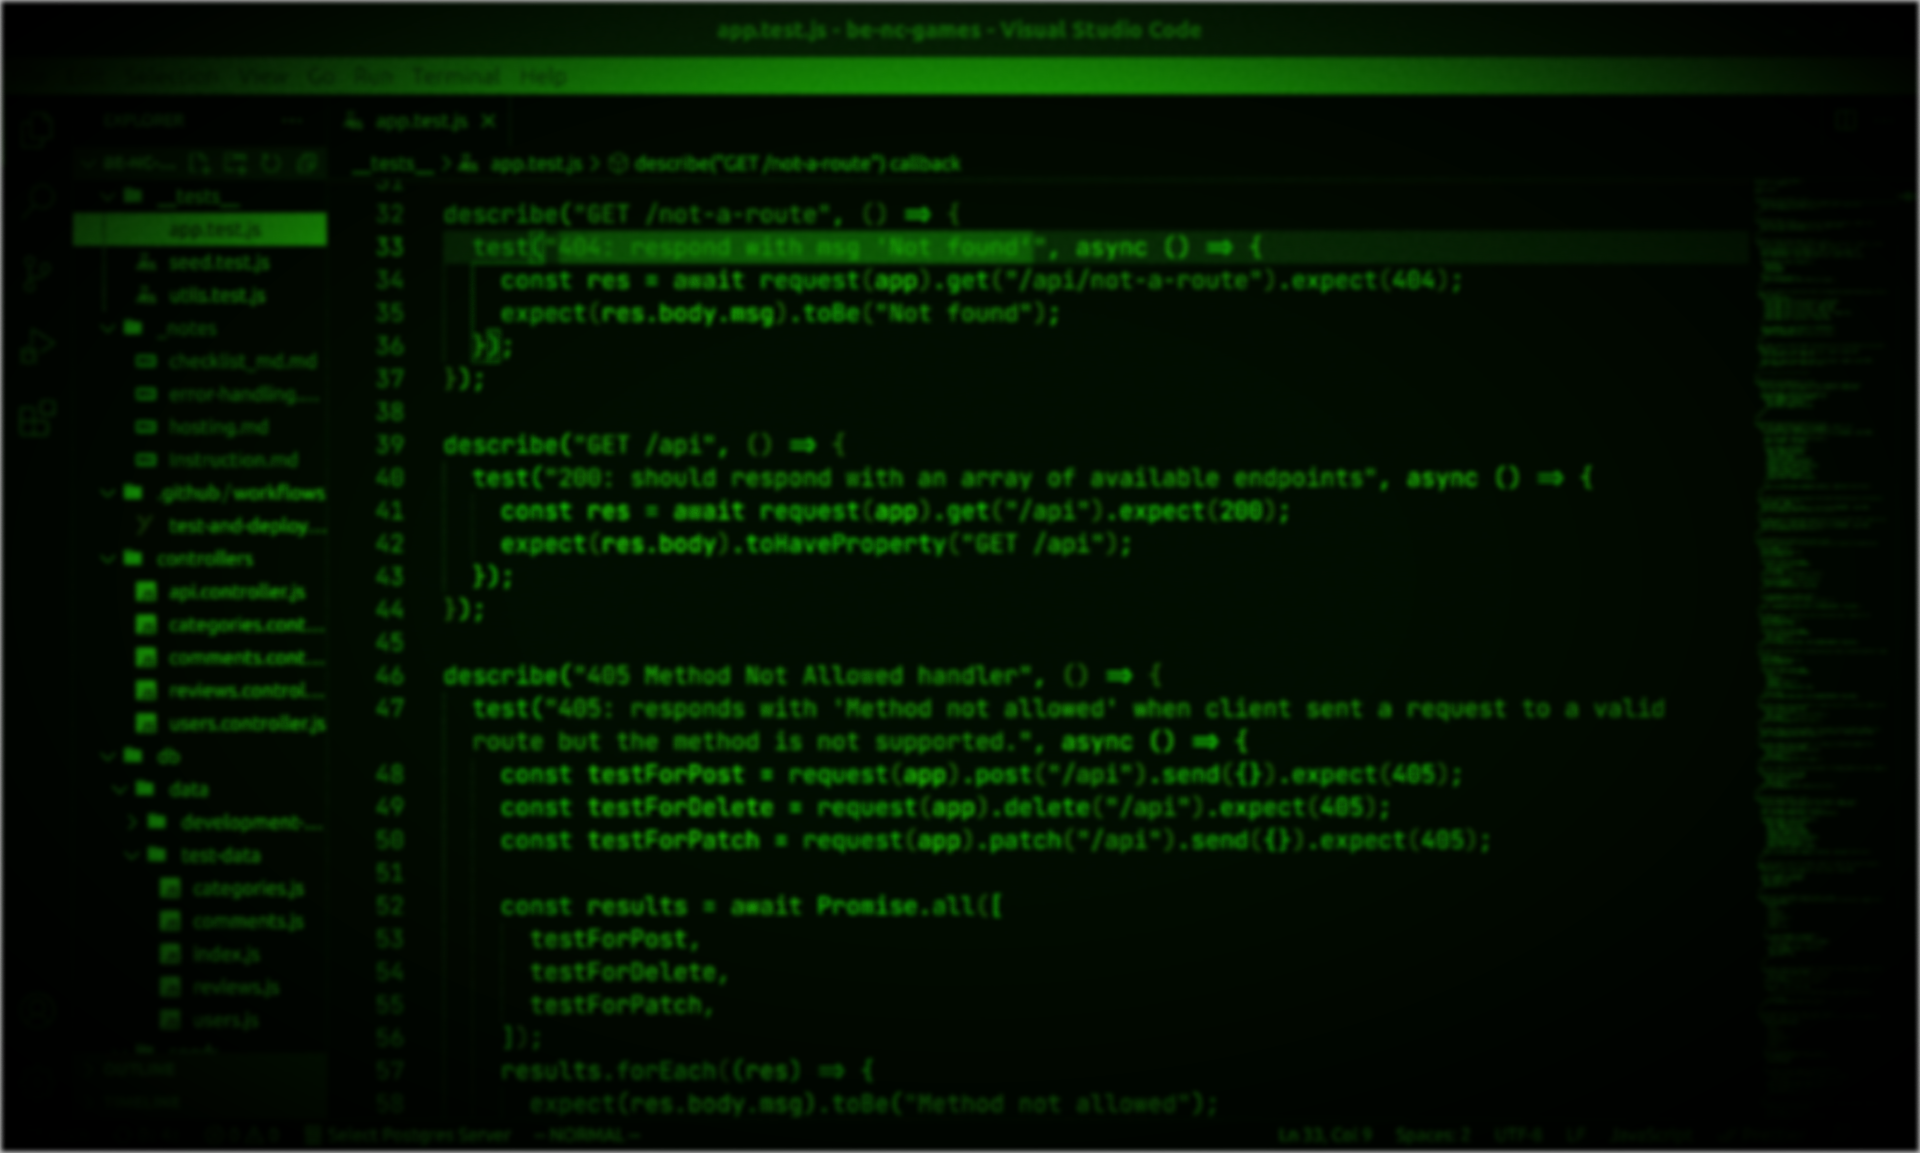 app.test.js - be-nc-games - Visual Studio Code
Selection View Go Run Terminal Help
EXPLORER
app.test.js
__tests__ > app.test.js > describe("GET /not-a-route") callback
__tests__
app.test.js
seed.test.js
utils.test.js
_notes
checklist_md.md
error-handling....
hosting.md
instruction.md
.github/workflows
test-and-deploy...
controllers
api.controller.js
categories.cont...
comments.cont...
reviews.control...
users.controller.js
db
data
development-...
test-data
categories.js
comments.js
index.js
reviews.js
users.js
OUTLINE
TIMELINE
31
32 describe("GET /not-a-route", () => {
33 test("404: respond with msg 'Not found'", async () => {
34 const res = await request(app).get("/api/not-a-route").expect(404);
35 expect(res.body.msg).toBe("Not found");
36 });
37 });
38
39 describe("GET /api", () => {
40 test("200: should respond with an array of available endpoints", async () => {
41 const res = await request(app).get("/api").expect(200);
42 expect(res.body).toHaveProperty("GET /api");
43 });
44 });
45
46 describe("405 Method Not Allowed handler", () => {
47 test("405: responds with 'Method not allowed' when client sent a request to a valid
route but the method is not supported.", async () => {
48 const testForPost = request(app).post("/api").send({}).expect(405);
49 const testForDelete = request(app).delete("/api").expect(405);
50 const testForPatch = request(app).patch("/api").send({}).expect(405);
51
52 const results = await Promise.all([
53 testForPost,
54 testForDelete,
55 testForPatch,
56 ]);
57 results.forEach((res) => {
58 expect(res.body.msg).toBe("Method not allowed");
Select Postgres Server -- NORMAL -- Ln 33, Col 9 Spaces: 2 UTF-8 LF JavaScript